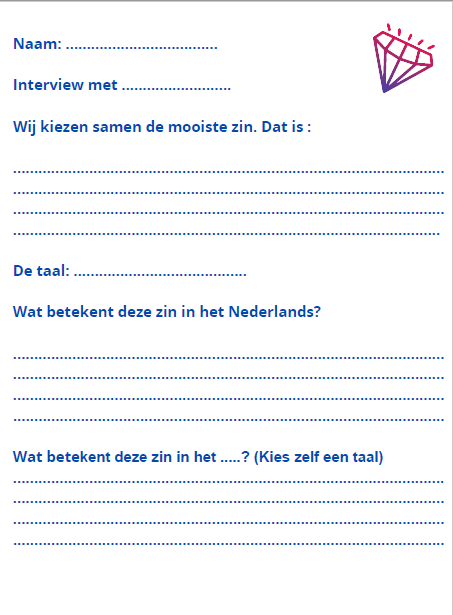 Naam: ....................................
Interview met ..........................
Wij kiezen samen de mooiste zin. Dat is :
......................................................................................................
......................................................................................................
......................................................................................................
.....................................................................................................
De taal: .........................................
Wat betekent deze zin in het Nederlands?
......................................................................................................
......................................................................................................
......................................................................................................
......................................................................................................
Wat betekent deze zin in het .....? (Kies zelf een taal)
......................................................................................................
......................................................................................................
......................................................................................................
......................................................................................................